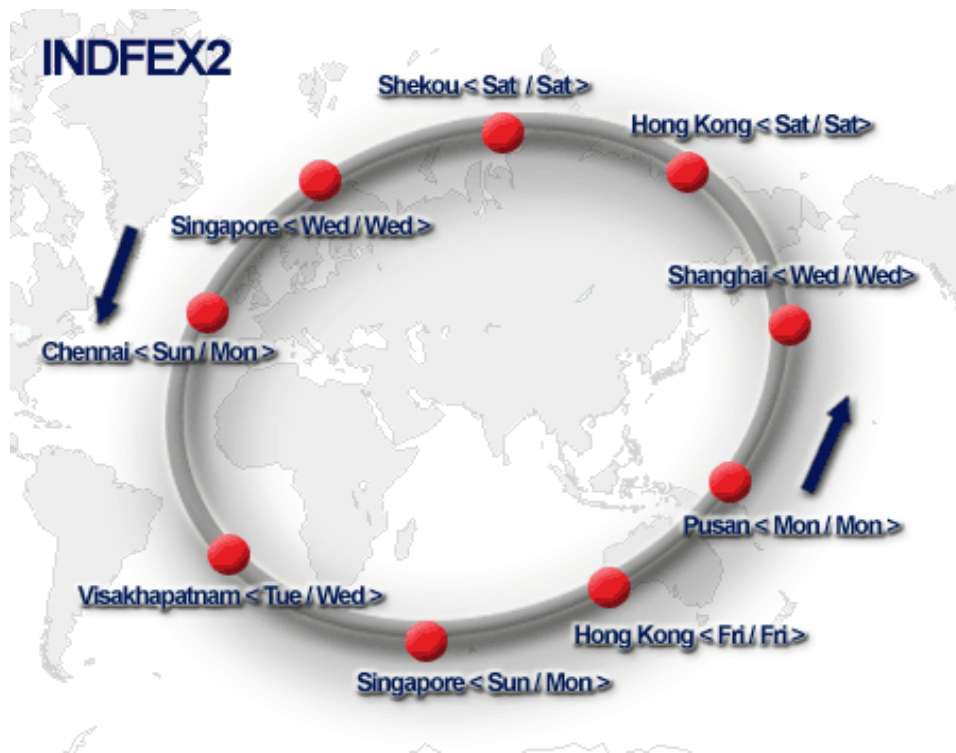 INDFEX2
Shekou < Sat / Sat >
Hong Kong < Sat / Sat>
Singapore < Wed / Wed >
Shanghai < Wed / Wed>
Chennai < Sun / Mon >
Pusan < Mon / Mon >
Visakhapatnam < Tue / Wed >
Hong Kong < Fri / Fri >
Singapore < Sun / Mon >